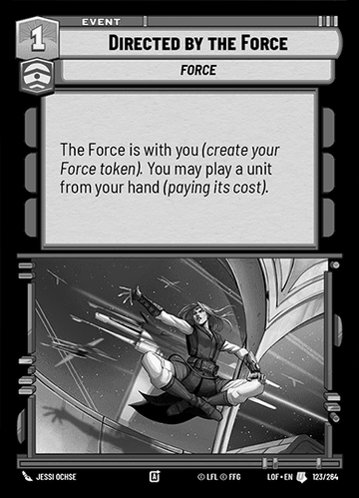 EVENT
1
DIRECTED BY THE FORCE
FORCE
The Force is with you (create your
Force token). You may play a unit
from your hand (paying its cost).
JESSI OCHSE
A
© LFL © FFG
LOF • EN
123/264